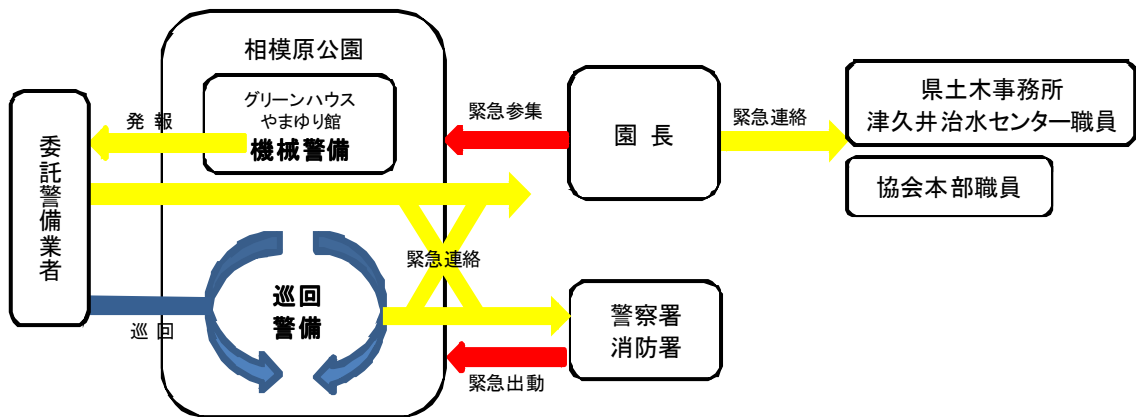 相模原公園
グリーンハウス
やまゆり館
機械警備
発 報
委託警備業者
巡 回
巡回
警備
緊急連絡
緊急参集
園 長
緊急連絡
県土木事務所
津久井治水センター職員
協会本部職員
警察署
消防署
緊急出動